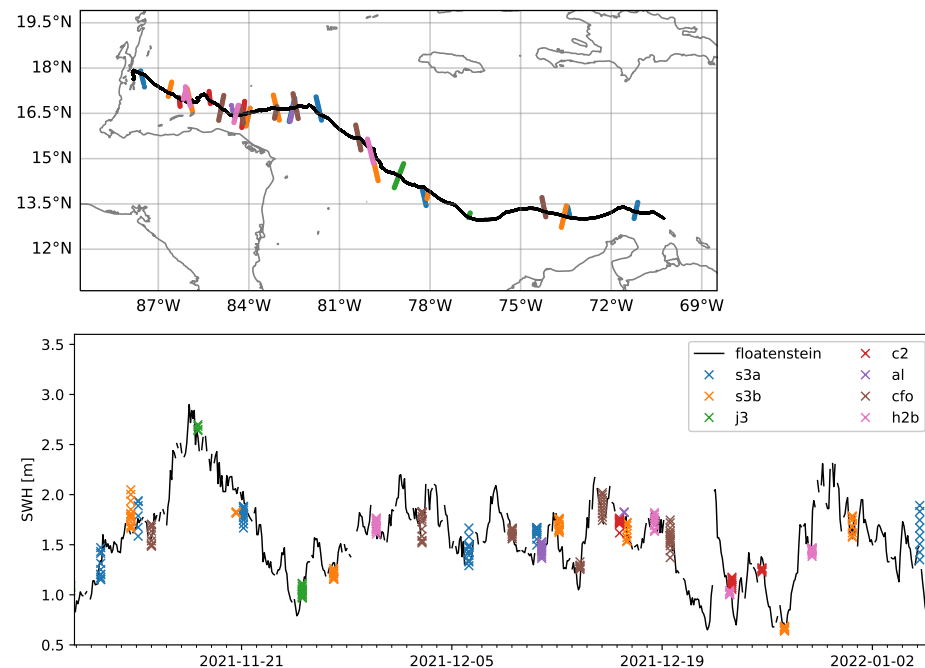 19.5°N
18°N
16.5°N
15°N
13.5°N
12°N
87°W 84°W 81°W 78°W 75°W 72°W 69°W
3.5
3.0
2.5
2.0
1.5
1.0
0.5
SWH [m]
floatenstein
s3a
s3b
j3
c2
al
cfo
h2b
2021-11-21 2021-12-05 2021-12-19 2022-01-02